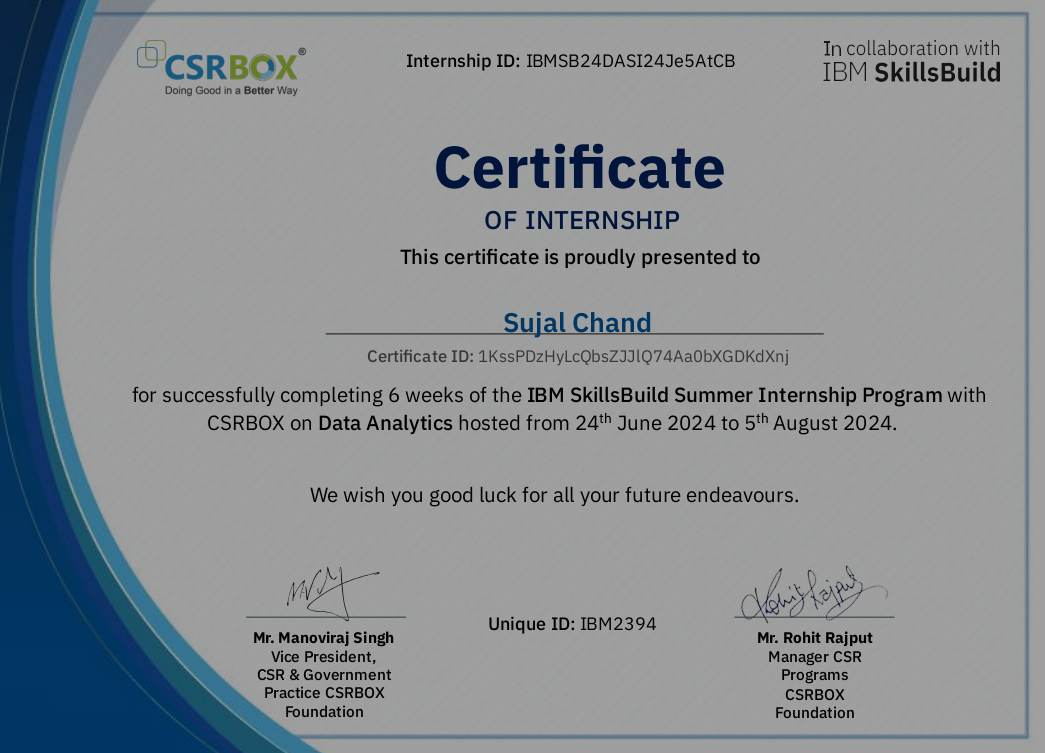 CSRBOX®
Doing Good in a Better Way
Internship ID: IBMSB24DASI24Je5AtCB
In collaboration with
IBM SkillsBuild
Certificate
OF INTERNSHIP
This certificate is proudly presented to
Sujal Chand
Certificate ID: 1KssPDzHyLcQbsZJJlQ74Aa0bXGDKdXnj
for successfully completing 6 weeks of the IBM SkillsBuild Summer Internship Program with
CSRBOX on Data Analytics hosted from 24th June 2024 to 5th August 2024.
We wish you good luck for all your future endeavours.
Mr. Manoviraj Singh
Vice President,
CSR & Government
Practice CSRBOX
Foundation
Unique ID: IBM2394
Rohit Rajput
Mr. Rohit Rajput
Manager CSR
Programs
CSRBOX
Foundation